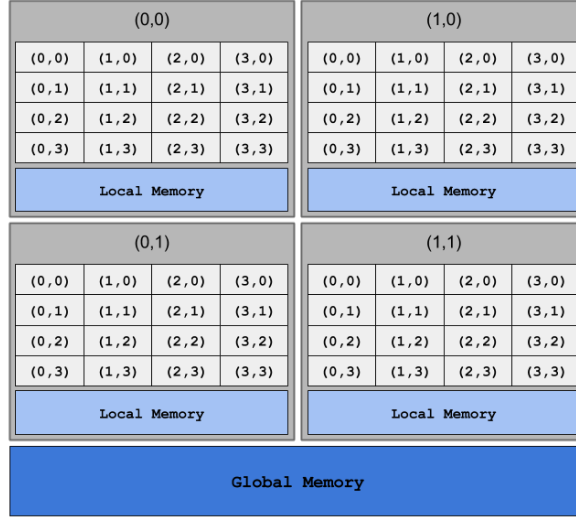 (0,0) (1,0)
(0,0) (1,0) (2,0) (3,0) (0,0) (1,0) (2,0) (3,0)
(0,1) (1,1) (2,1) (3,1) (0,1) (1,1) (2,1) (3,1)
(0,2) (1,2) (2,2) (3,2) (0,2) (1,2) (2,2) (3,2)
(0,3) (1,3) (2,3) (3,3) (0,3) (1,3) (2,3) (3,3)
Local Memory Local Memory
(0,1) (1,1)
(0,0) (1,0) (2,0) (3,0) (0,0) (1,0) (2,0) (3,0)
(0,1) (1,1) (2,1) (3,1) (0,1) (1,1) (2,1) (3,1)
(0,2) (1,2) (2,2) (3,2) (0,2) (1,2) (2,2) (3,2)
(0,3) (1,3) (2,3) (3,3) (0,3) (1,3) (2,3) (3,3)
Local Memory Local Memory
Global Memory